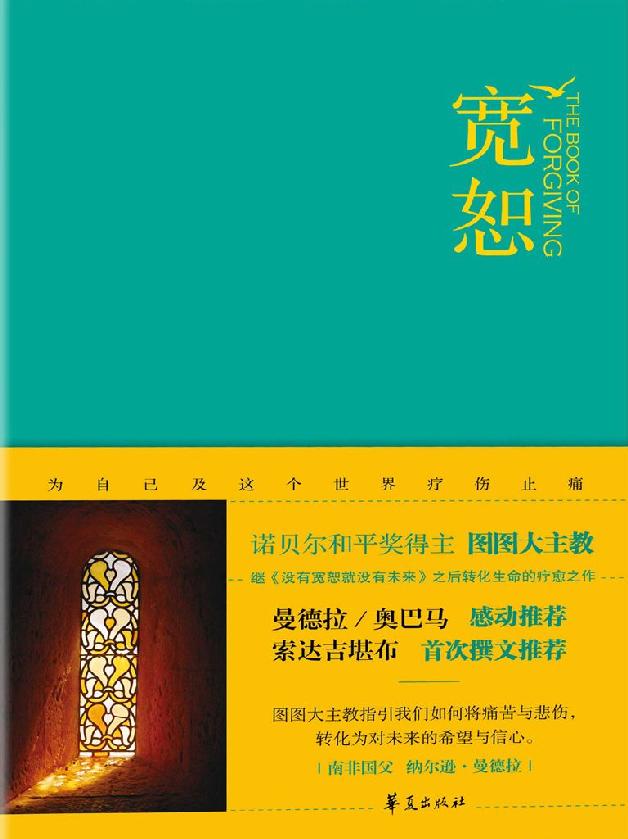 宽恕
THE BOOK OF
FORGIVING
为自己及这个世界疗伤止痛
诺贝尔和平奖得主 图图大主教
继《没有宽恕就没有未来》之后转化生命的疗愈之作
曼德拉／奥巴马 感动推荐
索达吉堪布 首次撰文推荐
图图大主教指引我们如何将痛苦与悲伤，
转化为对未来的希望与信心。
|南非国父 纳尔逊·曼德拉|
华夏出版社